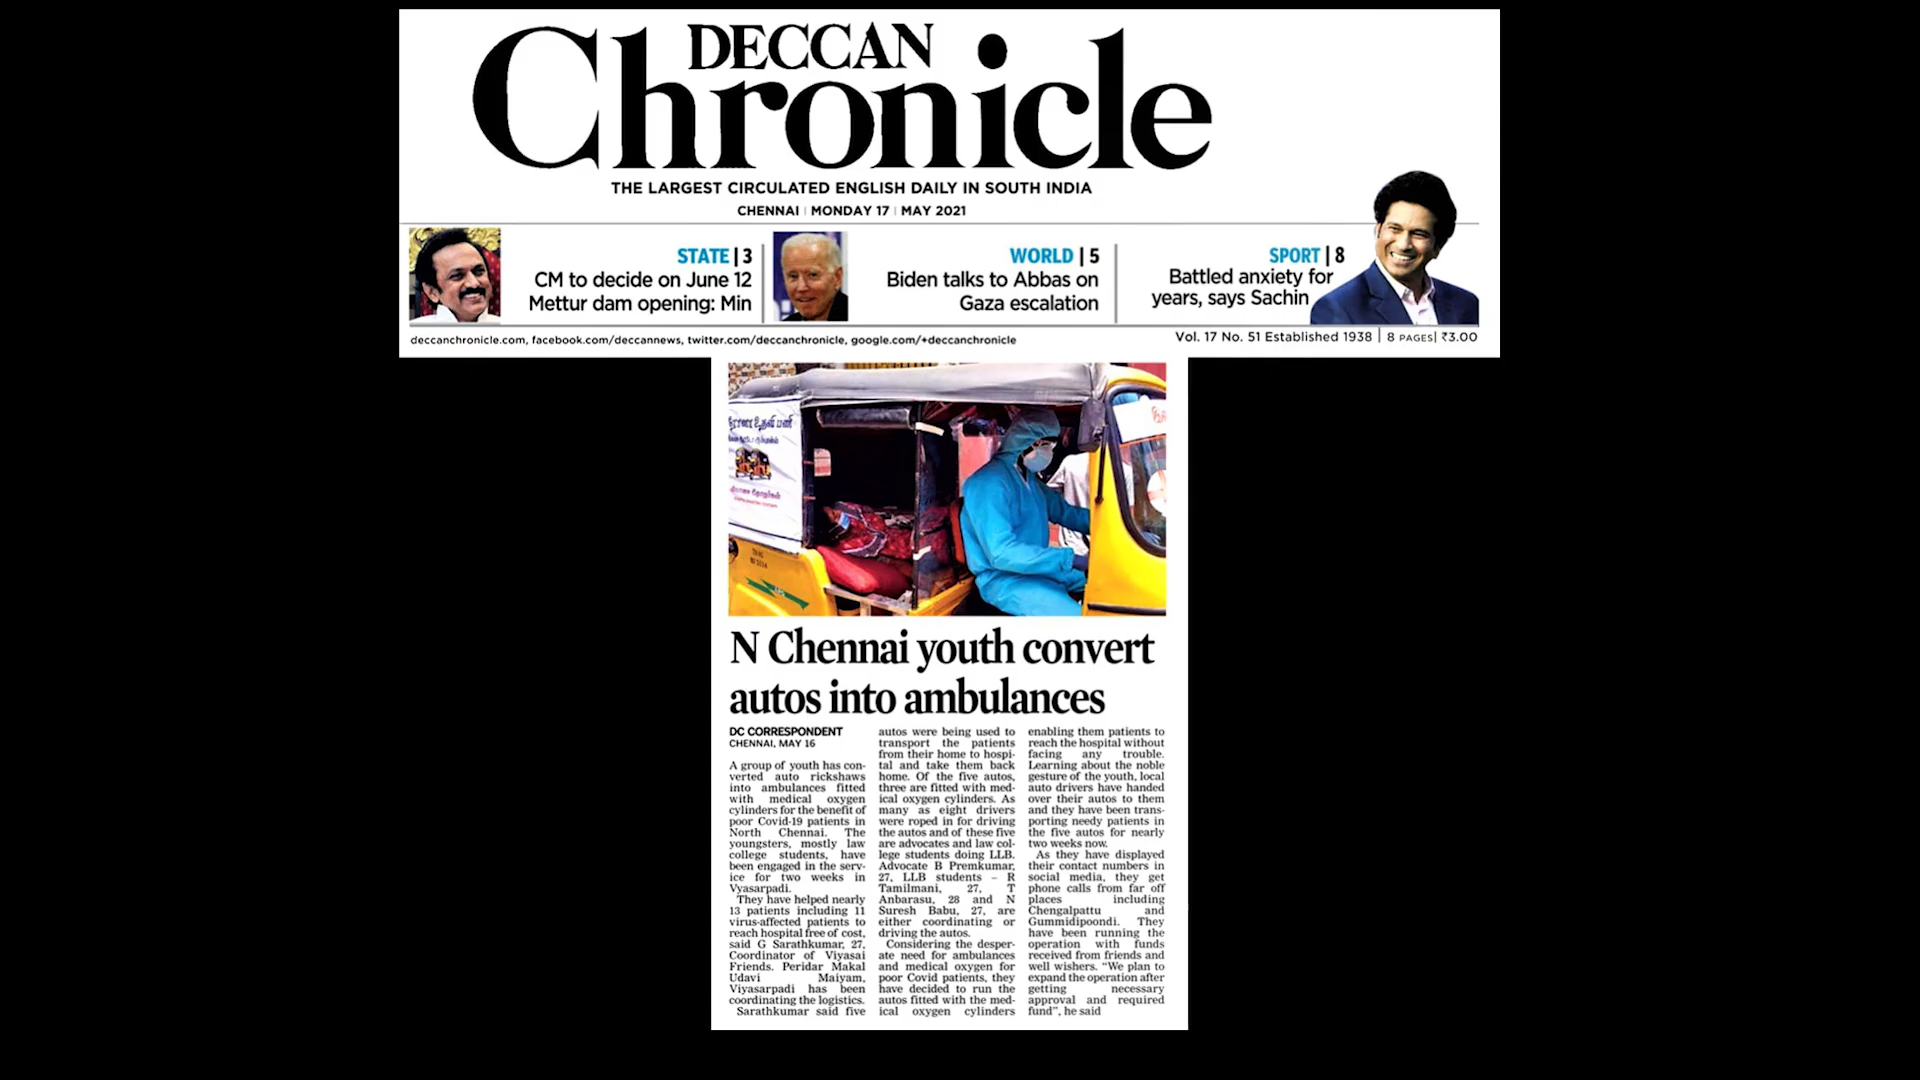 DECCAN
Chronicle
THE LARGEST CIRCULATED ENGLISH DAILY IN SOUTH INDIA
CHENNAI | MONDAY 17 | MAY 2021
STATE | 3
CM to decide on June 12
Mettur dam opening: Min
WORLD | 5
Biden talks to Abbas on
Gaza escalation
SPORT | 8
Battled anxiety for
years, says Sachin
deccanchronicle.com, facebook.com/deccannews, twitter.com/deccanchronicle, google.com/+deccanchronicle
Vol. 17 No. 51 Established 1938 | 8 PAGES | ₹3.00
உதவி பணி
N Chennai youth convert
autos into ambulances
DC CORRESPONDENT
CHENNAI, MAY 16
A group of youth has con-
verted auto rickshaws
into ambulances fitted
with medical oxygen
cylinders for the benefit of
poor Covid-19 patients in
North Chennai. The
youngsters, mostly law
college students, have
been engaged in the serv-
ice for two weeks in
Vyasarpadi.
They have helped nearly
13 patients including 11
virus-affected patients to
reach hospital free of cost,
said G Sarathkumar, 27,
Coordinator of Viyasai
Friends. Peridar Makal
Udavi Maiyam,
Viyasarpadi has been
coordinating the logistics.
Sarathkumar said five
autos were being used to
transport the patients
from their home to hospi-
tal and take them back
home. Of the five autos,
three are fitted with med-
ical oxygen cylinders. As
many as eight drivers
were roped in for driving
the autos and of these five
are advocates and law col-
lege students doing LLB.
Advocate B Premkumar,
27, LLB students – R
Tamilmani, 27, T
Anbarasu, 28 and N
Suresh Babu, 27, are
either coordinating or
driving the autos.
Considering the desper-
ate need for ambulances
and medical oxygen for
poor Covid patients, they
have decided to run the
autos fitted with the med-
ical oxygen cylinders
enabling them patients to
reach the hospital without
facing any trouble.
Learning about the noble
gesture of the youth, local
auto drivers have handed
over their autos to them
and they have been trans-
porting needy patients in
the five autos for nearly
two weeks now.
As they have displayed
their contact numbers in
social media, they get
phone calls from far off
places including
Chengalpattu and
Gummidipoondi. They
have been running the
operation with funds
received from friends and
well wishers. “We plan to
expand the operation after
getting necessary
approval and required
fund”, he said